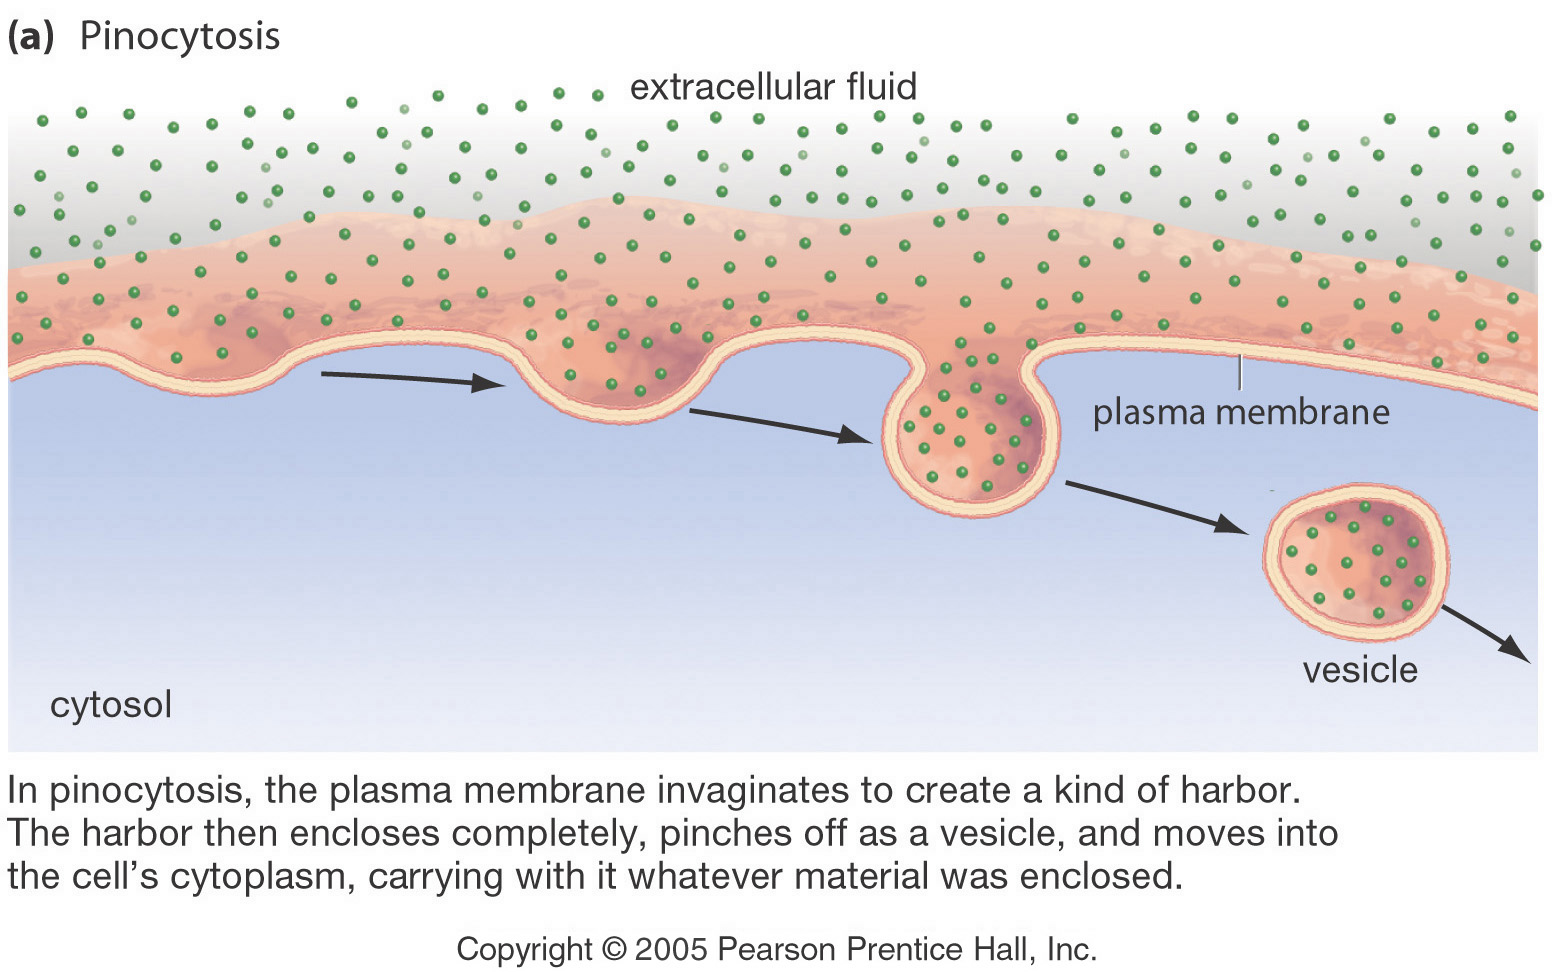 (a) Pinocytosis
extracellular fluid
plasma membrane
vesicle
cytosol
In pinocytosis, the plasma membrane invaginates to create a kind of harbor.
The harbor then encloses completely, pinches off as a vesicle, and moves into
the cell’s cytoplasm, carrying with it whatever material was enclosed.
Copyright © 2005 Pearson Prentice Hall, Inc.